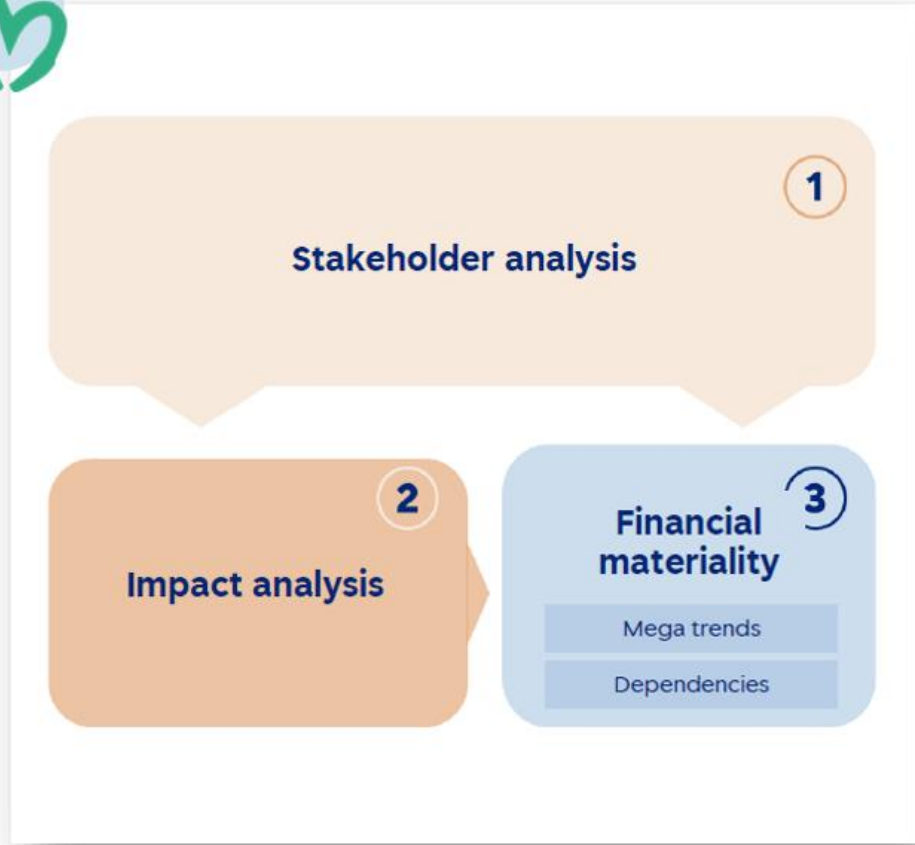 1
Stakeholder analysis
2
Impact analysis
3
Financial
materiality
Mega trends
Dependencies